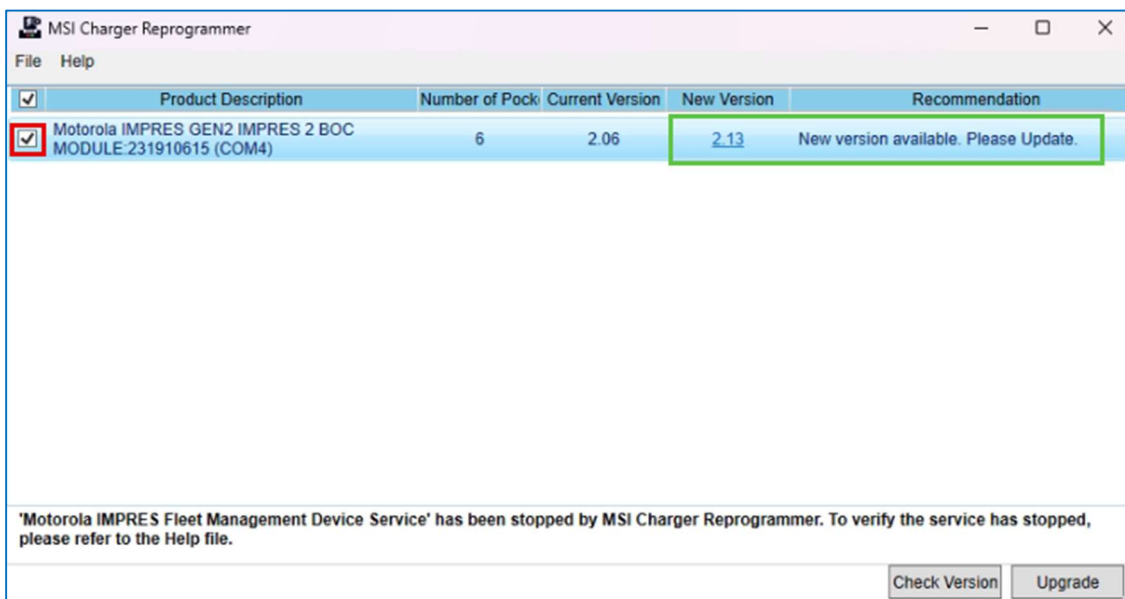 MSI Charger Reprogrammer
File Help
Product Description Number of Pock Current Version New Version Recommendation
Motorola IMPRES GEN2 IMPRES 2 BOC
MODULE:231910615 (COM4) 6 2.06 2.13 New version available. Please Update.
'Motorola IMPRES Fleet Management Device Service' has been stopped by MSI Charger Reprogrammer. To verify the service has stopped,
please refer to the Help file.
Check Version Upgrade